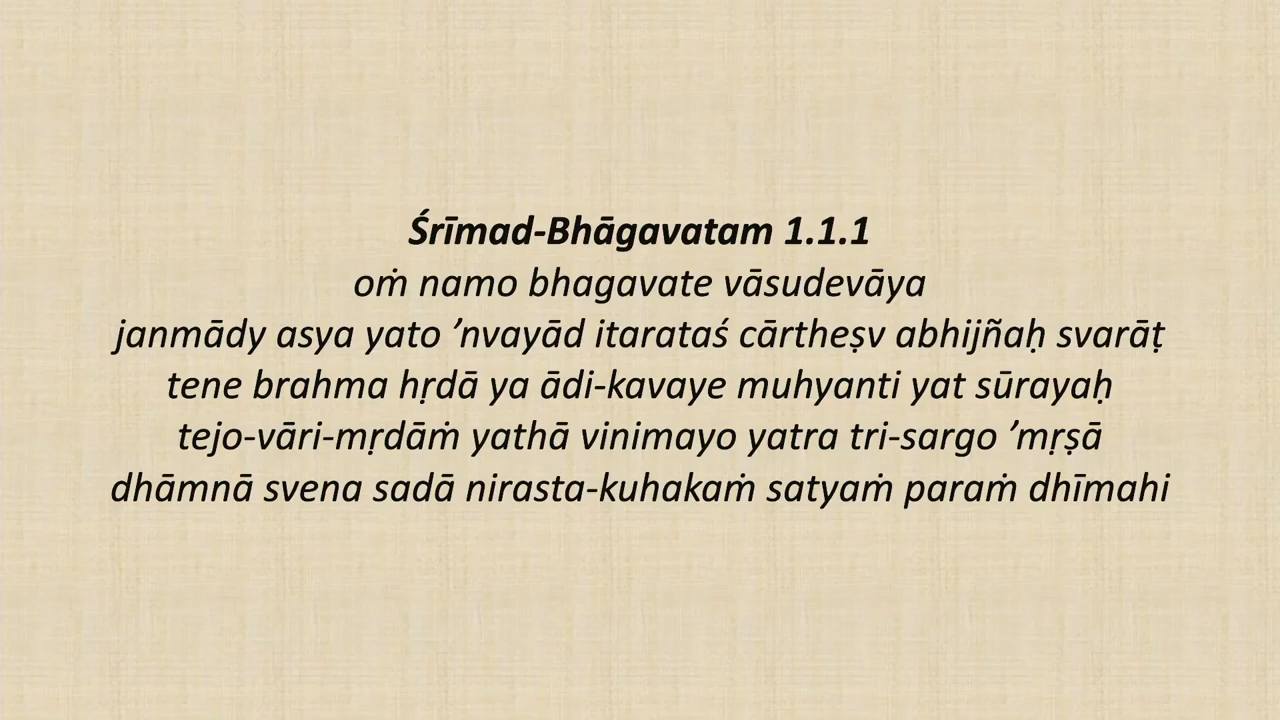 Śrīmad-Bhāgavatam 1.1.1
oṁ namo bhagavate vāsudevāya
janmādy asya yato ’nvayād itarataś cārtheṣv abhijñaḥ svarāṭ
tene brahma hṛdā ya ādi-kavaye muhyanti yat sūrayaḥ
tejo-vāri-mṛdāṁ yathā vinimayo yatra tri-sargo ’mṛṣā
dhāmnā svena sadā nirasta-kuhakaṁ satyaṁ paraṁ dhīmahi